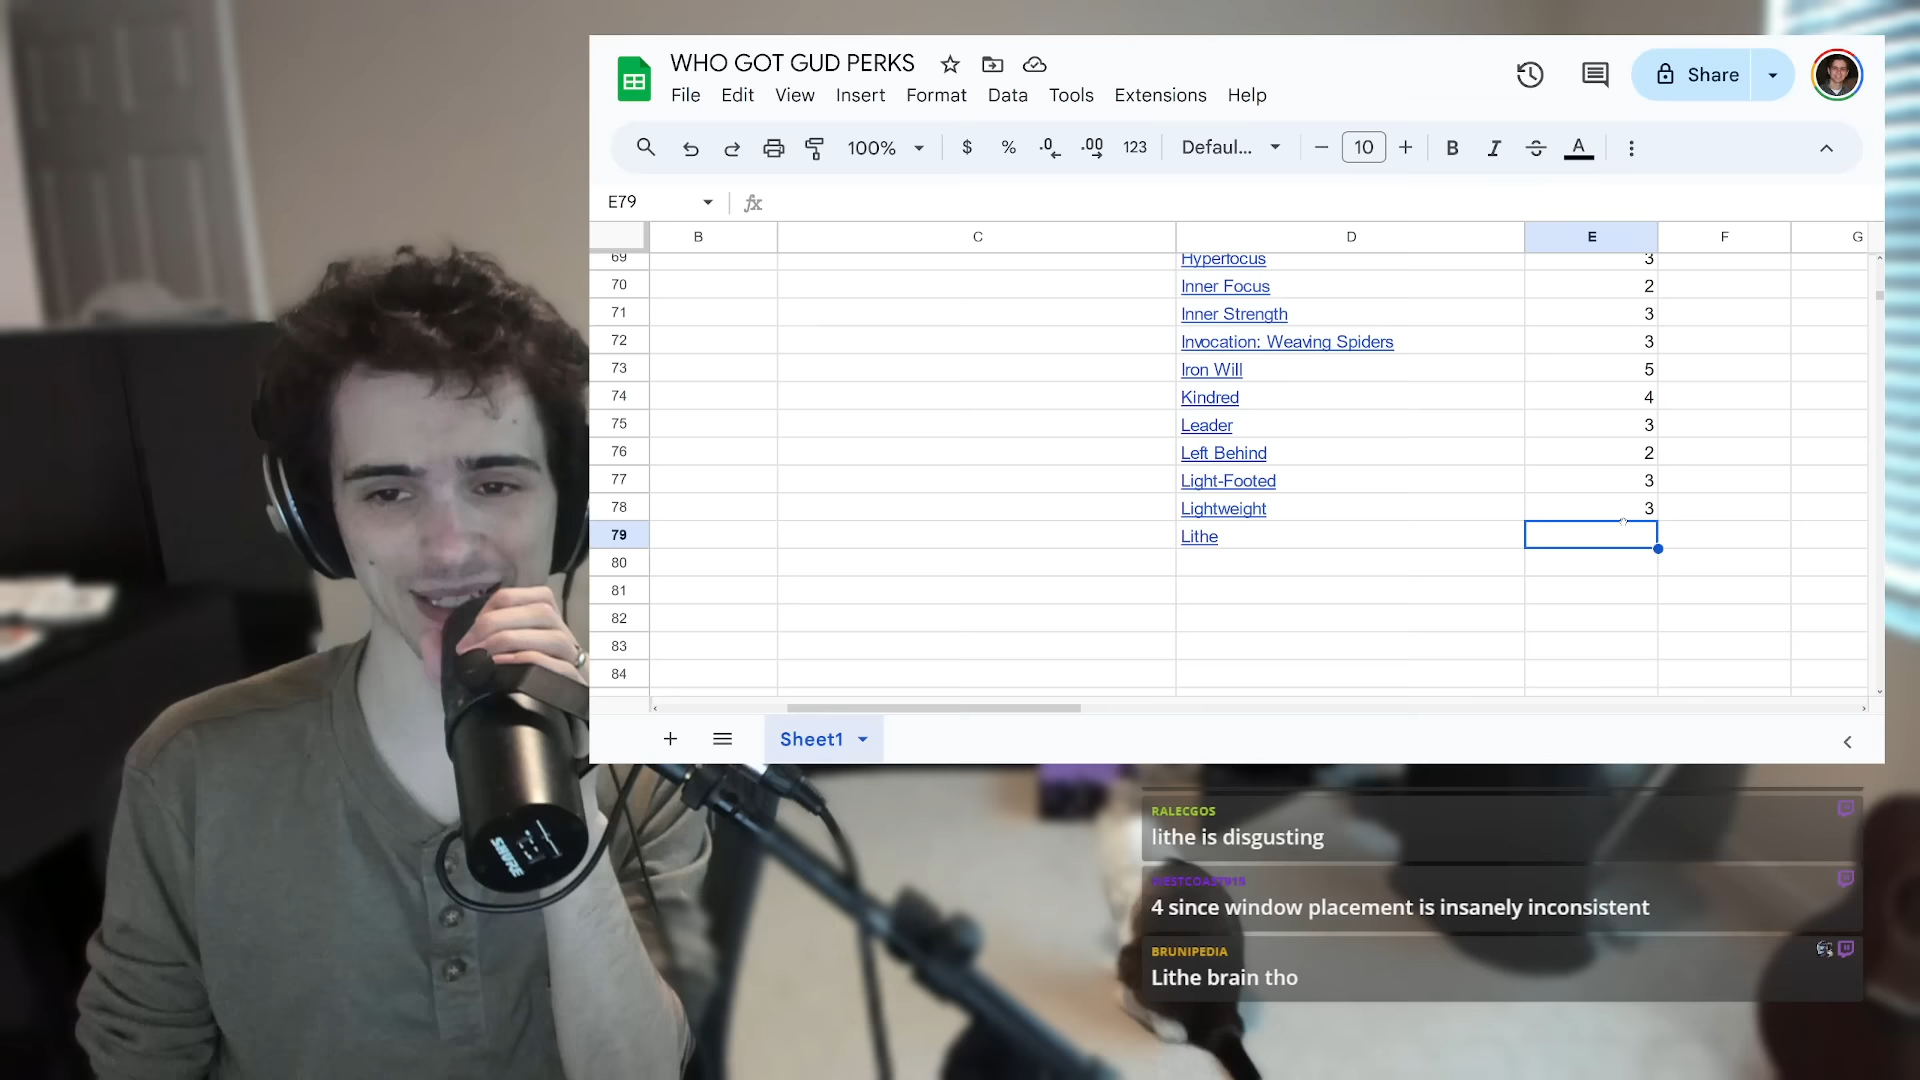 WHO GOT GUD PERKS
File Edit View Insert Format Data Tools Extensions Help
Share
100% $ % .0 .00 123 Defaul... 10 B I S A
E79 fx
B C D E F G
69 Hyperfocus 3
70 Inner Focus 2
71 Inner Strength 3
72 Invocation: Weaving Spiders 3
73 Iron Will 5
74 Kindred 4
75 Leader 3
76 Left Behind 2
77 Light-Footed 3
78 Lightweight 3
79 Lithe
80
81
82
83
84
Sheet1
SHURE
RALECGOS
lithe is disgusting
4 since window placement is insanely inconsistent
BRUNIPEDIA
Lithe brain tho